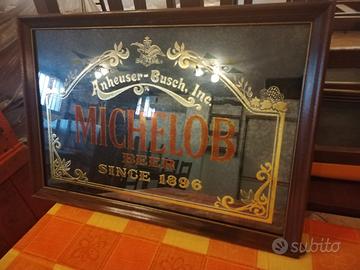 Anheuser-Busch, Inc.
MICHELOB
BEER
SINCE 1896
subito